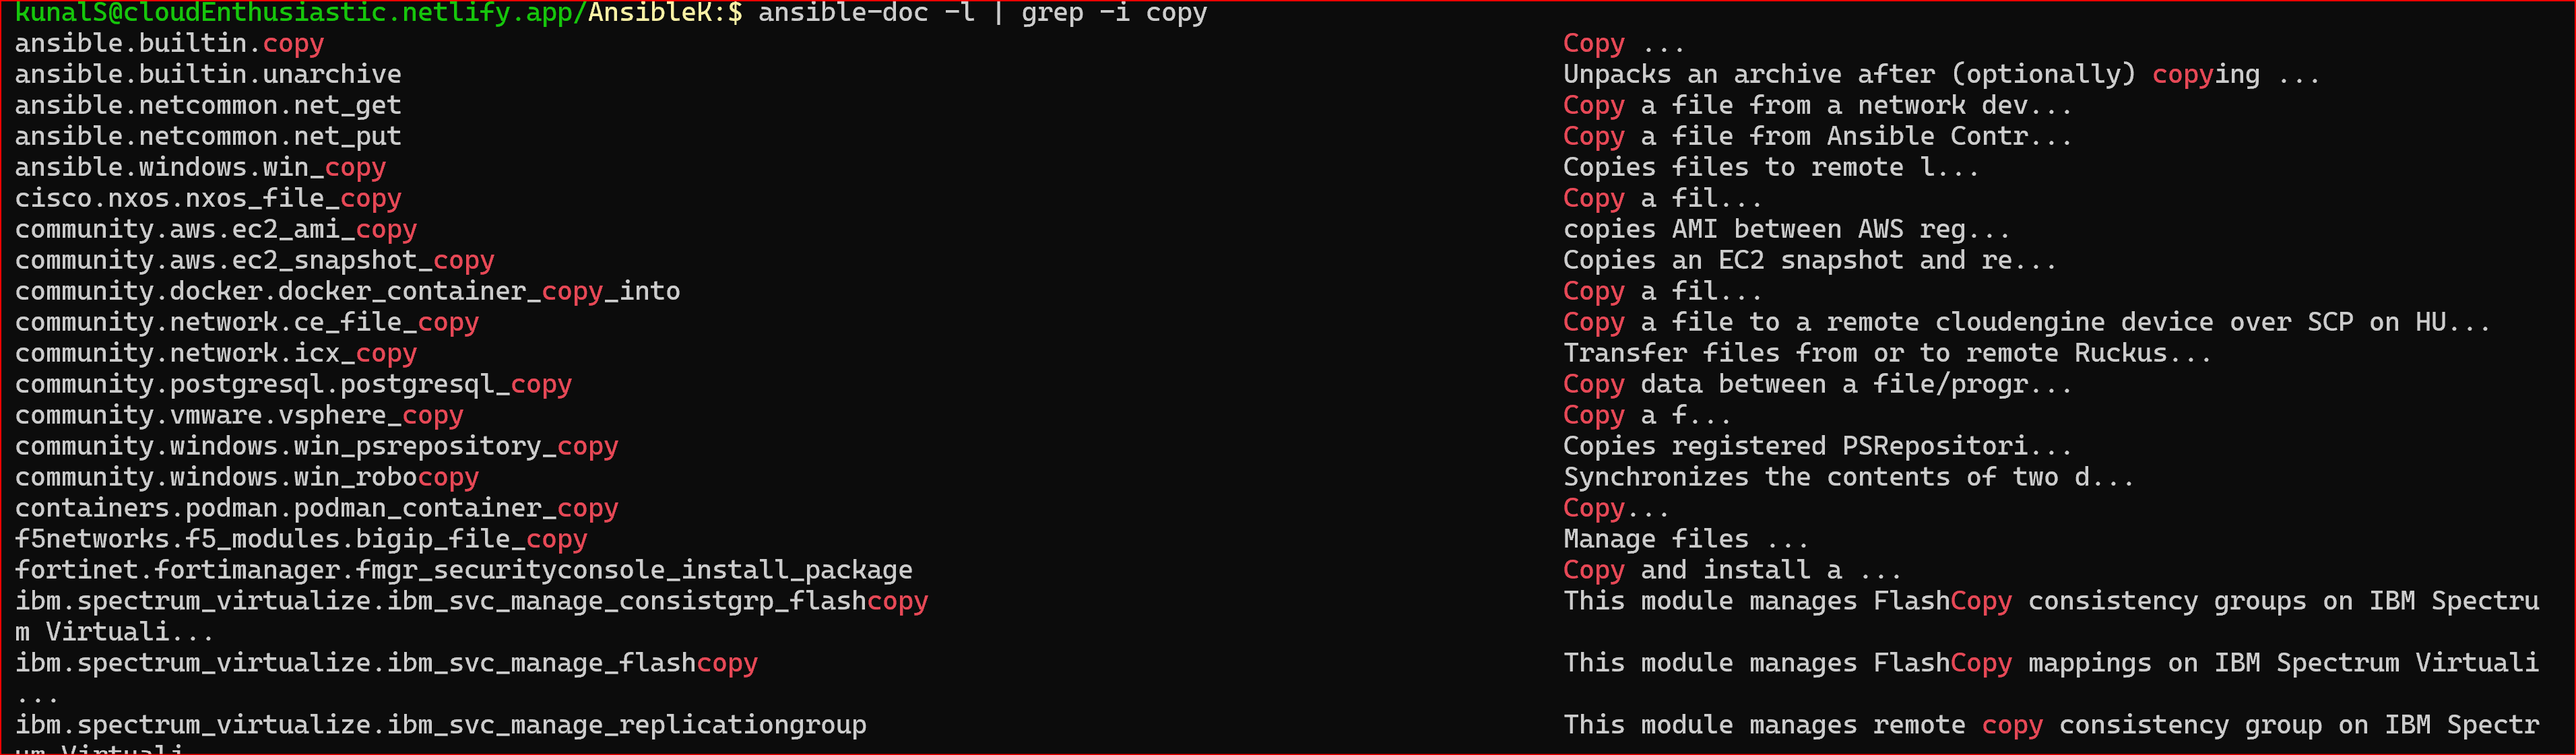 kunalS@cloudEnthusiastic.netlify.app/AnsibleK:$ ansible-doc -l | grep -i copy
ansible.builtin.copy Copy ...
ansible.builtin.unarchive Unpacks an archive after (optionally) copying ...
ansible.netcommon.net_get Copy a file from a network dev...
ansible.netcommon.net_put Copy a file from Ansible Contr...
ansible.windows.win_copy Copies files to remote l...
cisco.nxos.nxos_file_copy Copy a fil...
community.aws.ec2_ami_copy copies AMI between AWS reg...
community.aws.ec2_snapshot_copy Copies an EC2 snapshot and re...
community.docker.docker_container_copy_into Copy a fil...
community.network.ce_file_copy Copy a file to a remote cloudengine device over SCP on HU...
community.network.icx_copy Transfer files from or to remote Ruckus...
community.postgresql.postgresql_copy Copy data between a file/progr...
community.vmware.vsphere_copy Copy a f...
community.windows.win_psrepository_copy Copies registered PSRepositori...
community.windows.win_robocopy Synchronizes the contents of two d...
containers.podman.podman_container_copy Copy...
f5networks.f5_modules.bigip_file_copy Manage files ...
fortinet.fortimanager.fmgr_securityconsole_install_package Copy and install a ...
ibm.spectrum_virtualize.ibm_svc_manage_consistgrp_flashcopy This module manages FlashCopy consistency groups on IBM Spectru
m Virtuali...
ibm.spectrum_virtualize.ibm_svc_manage_flashcopy This module manages FlashCopy mappings on IBM Spectrum Virtuali
...
ibm.spectrum_virtualize.ibm_svc_manage_replicationgroup This module manages remote copy consistency group on IBM Spectr
um Virtuali